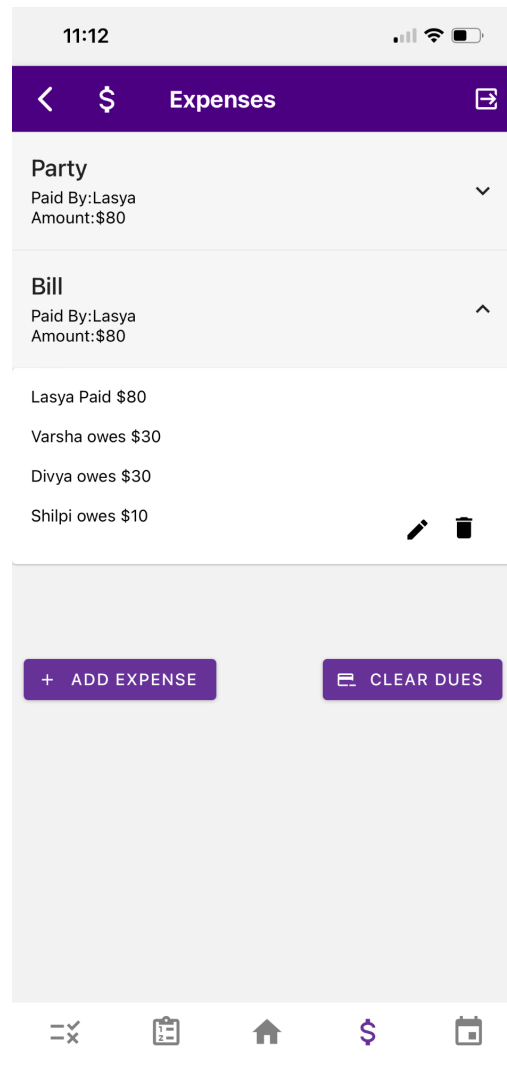 11:12
$ Expenses
Party
Paid By:Lasya
Amount:$80
Bill
Paid By:Lasya
Amount:$80
Lasya Paid $80
Varsha owes $30
Divya owes $30
Shilpi owes $10
+ ADD EXPENSE
CLEAR DUES
$